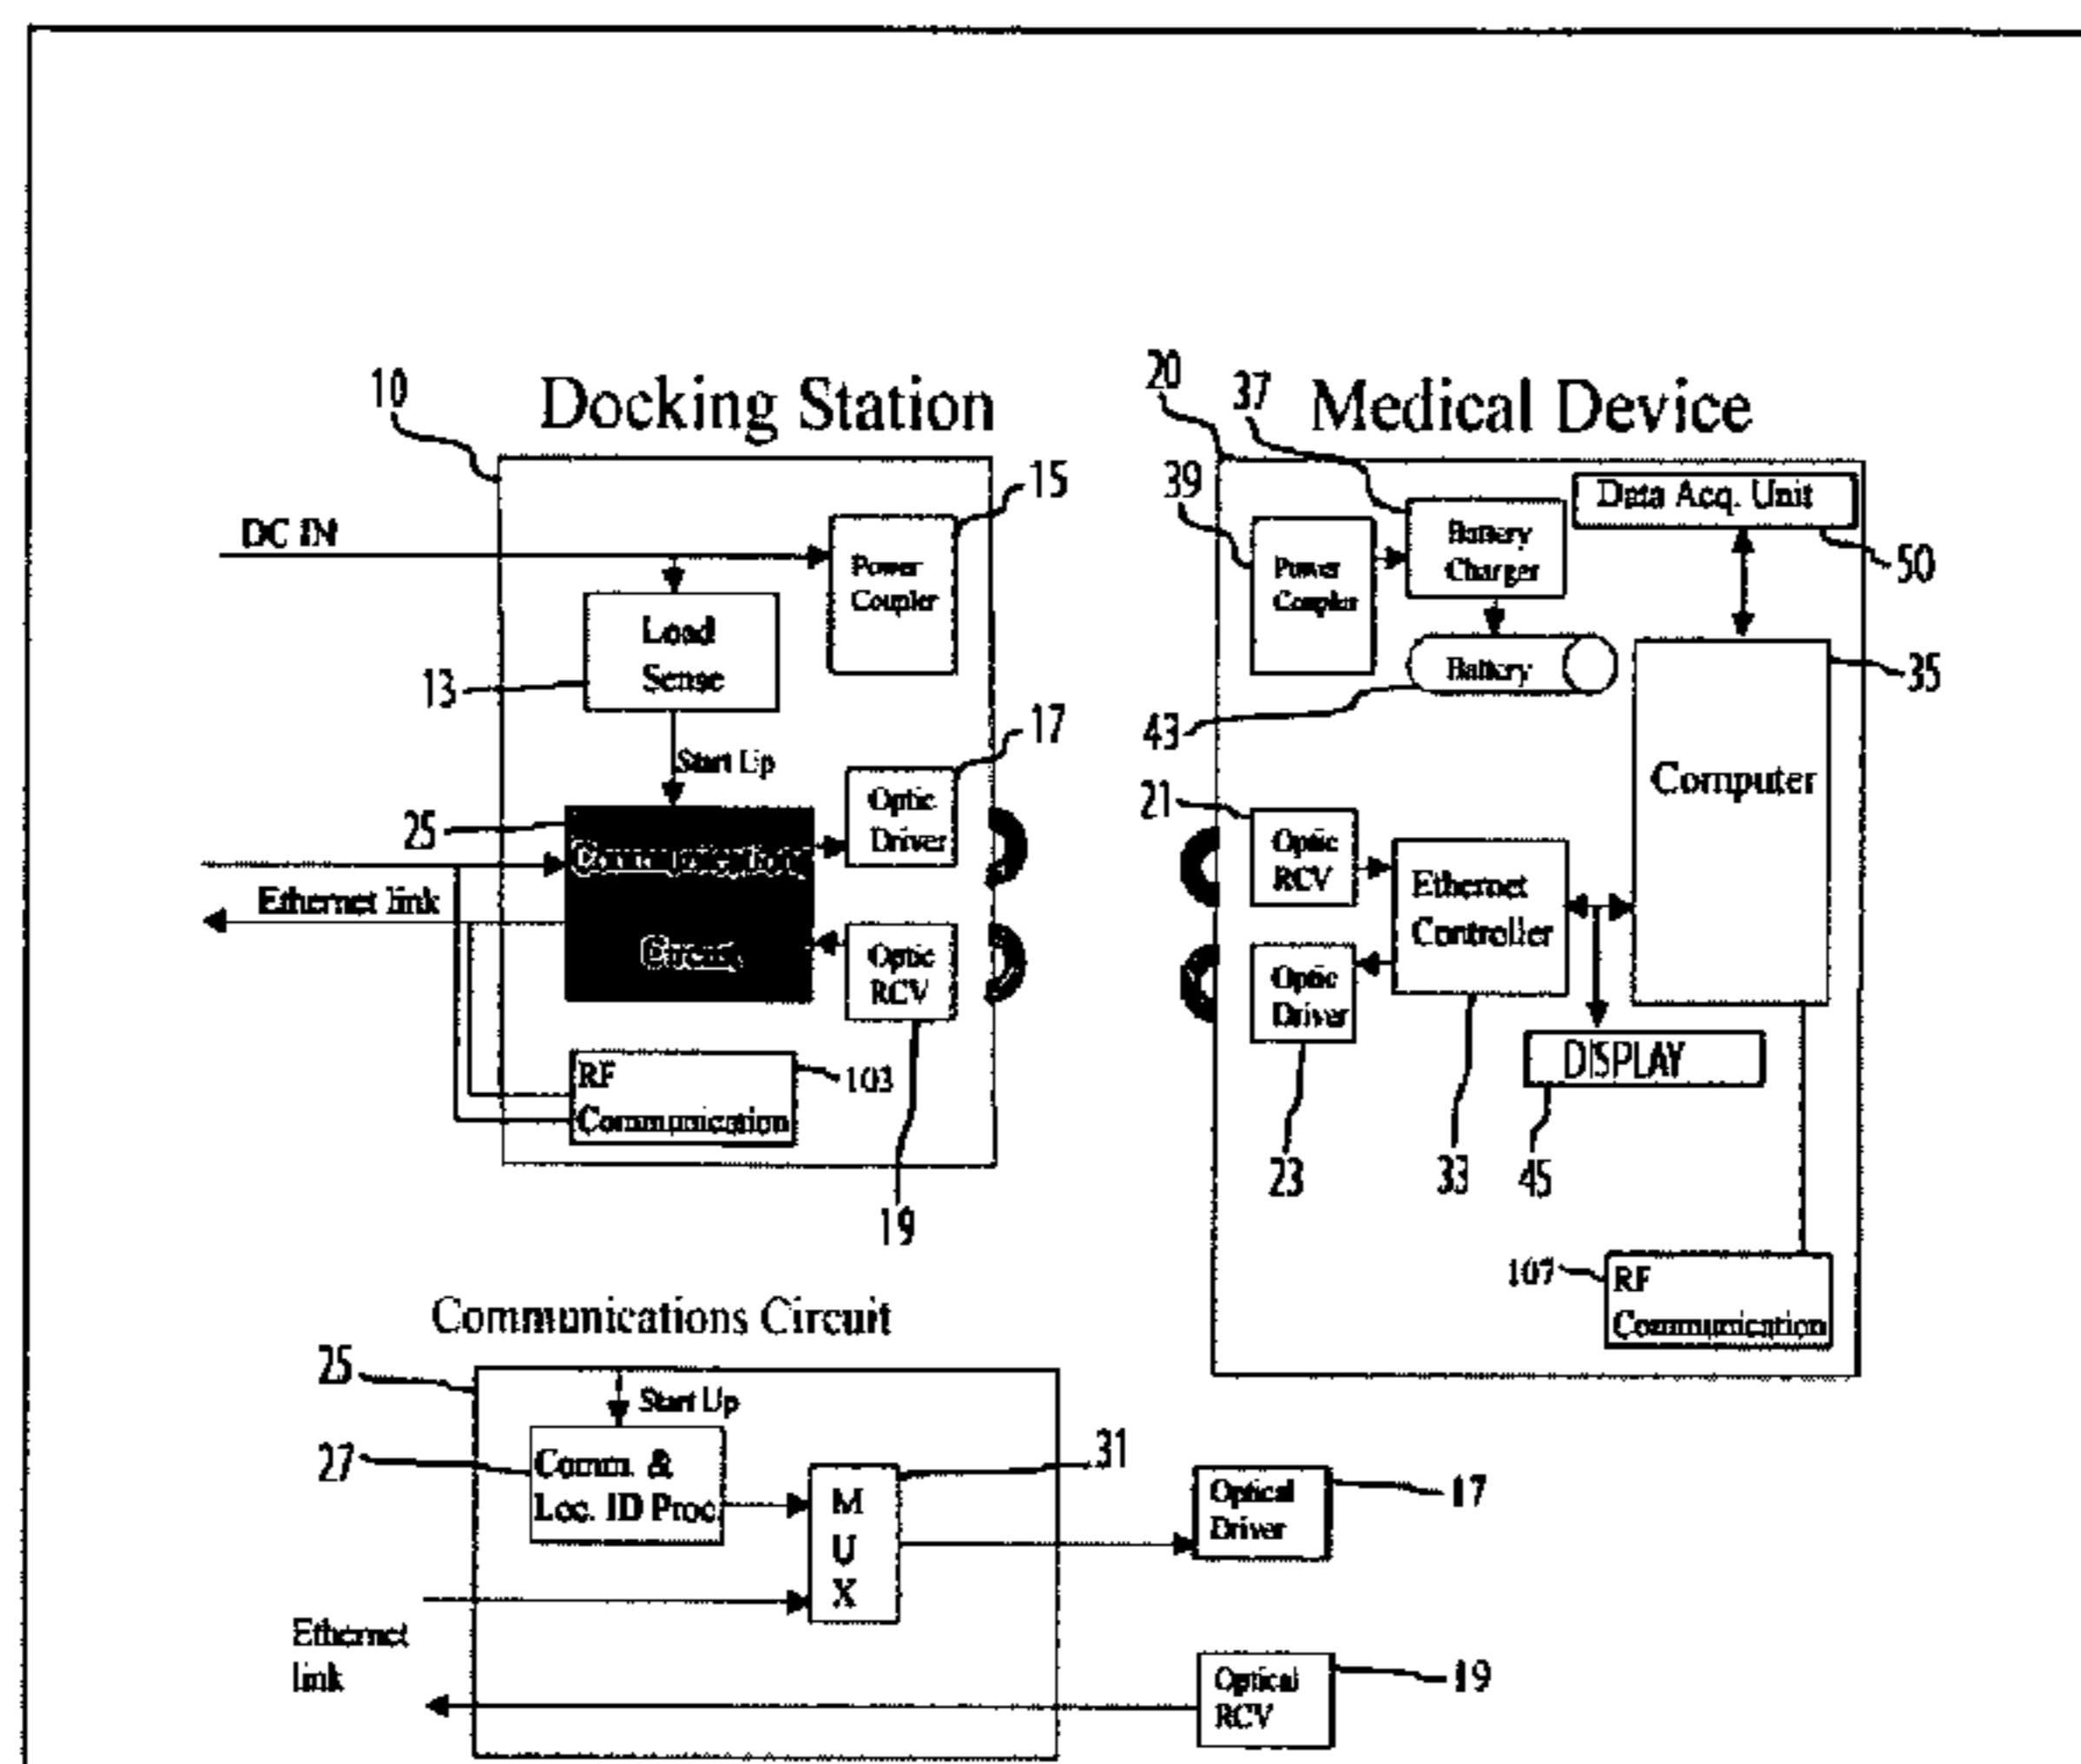 Docking Station
10
15
DC IN
Power
Coupler
Load
Sense
13
Start Up
17
Optic
Driver
25
Communications
Circuit
Ethernet link
Optic
RCV
RF
Communication
103
19
Medical Device
20
37
39
Data Acq. Unit
50
Battery
Charger
Power
Coupler
Battery
43
35
Computer
21
Optic
RCV
Ethernet
Controller
Optic
Driver
DISPLAY
23
33
45
107
RF
Communication
Communications Circuit
25
Start Up
27
Comm. &
Loc. ID Proc.
31
M
U
X
Optical
Driver
17
Ethernet
link
Optical
RCV
19